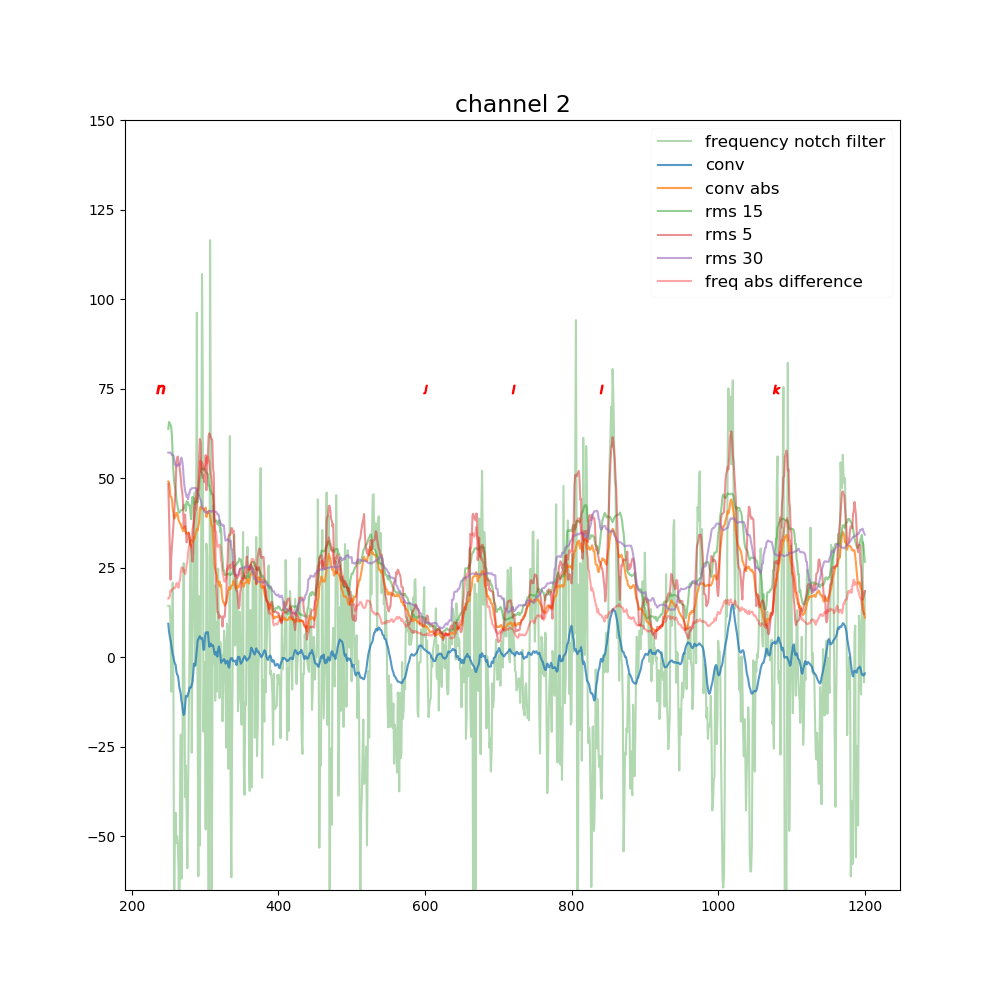 channel 2
150
125
100
75
50
25
0
−25
−50
frequency notch filter
conv
conv abs
rms 15
rms 5
rms 30
freq abs difference
n
J
l
l
k
200
400
600
800
1000
1200